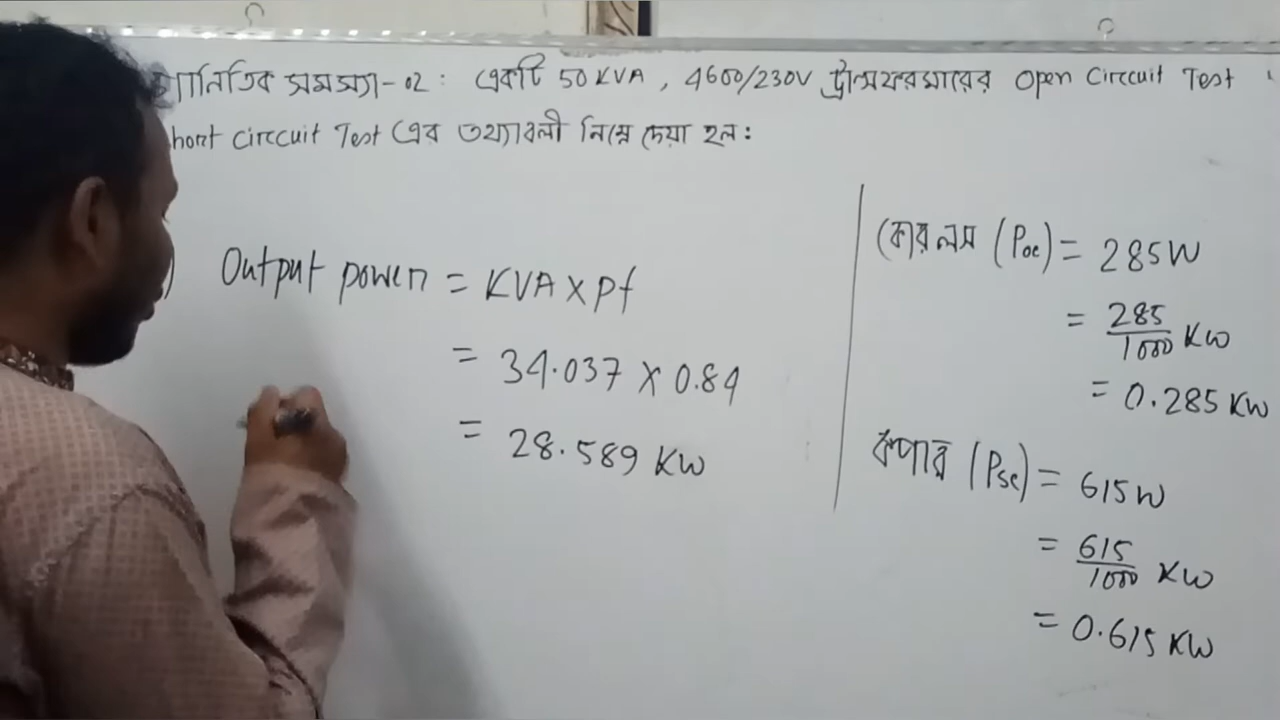 গানিতিক সমস্যা-02: একটি 50 KVA, 4600/230V ট্রান্সফরমারের Open Circuit Test
hort circuit Test এর তথ্যাবলী নিম্নে দেয়া হল:
) Output power = KVA X Pf
= 34.037 X 0.84
= 28.589 KW
কোর লস (Poc) = 285W
= 285/1000 KW
= 0.285 KW
কপার (Psc) = 615W
= 615/1000 KW
= 0.615 KW